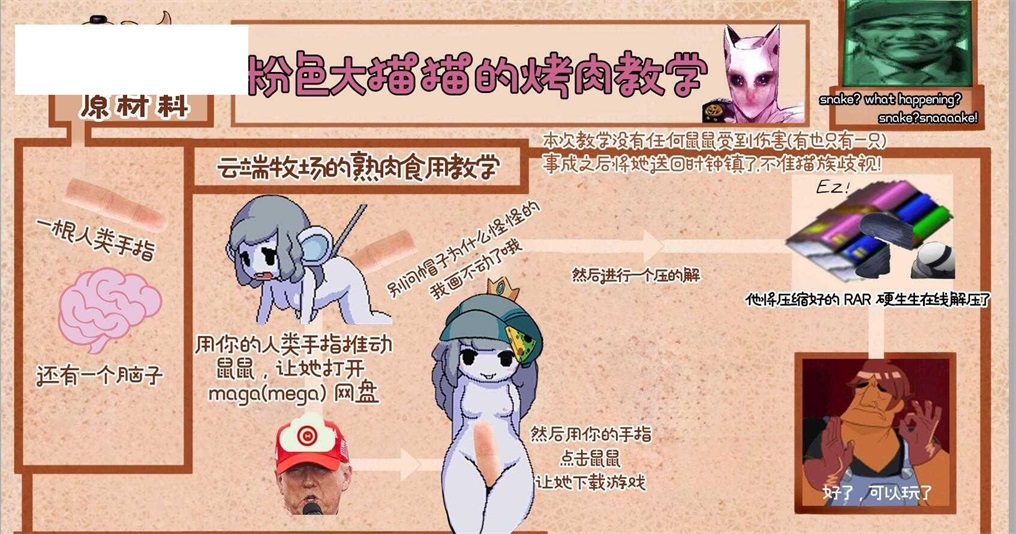 粉色大猫猫的烤肉教学
原材料
snake? what happening?
snake?snaaaake!
云端牧场的熟肉食用教学
本次教学没有任何鼠鼠受到伤害(有也只有一只)
事成之后将她送回时钟镇了,不准猫族歧视!
一根人类手指
还有一个脑子
用你的人类手指推动
鼠鼠，让她打开
maga(mega) 网盘
别问帽子为什么怪怪的
我画不动了哦
然后用你的手指
点击鼠鼠
让她下载游戏
然后进行一个压的解
Ez!
他将压缩好的 RAR 硬生生在线解压了
好了，可以玩了